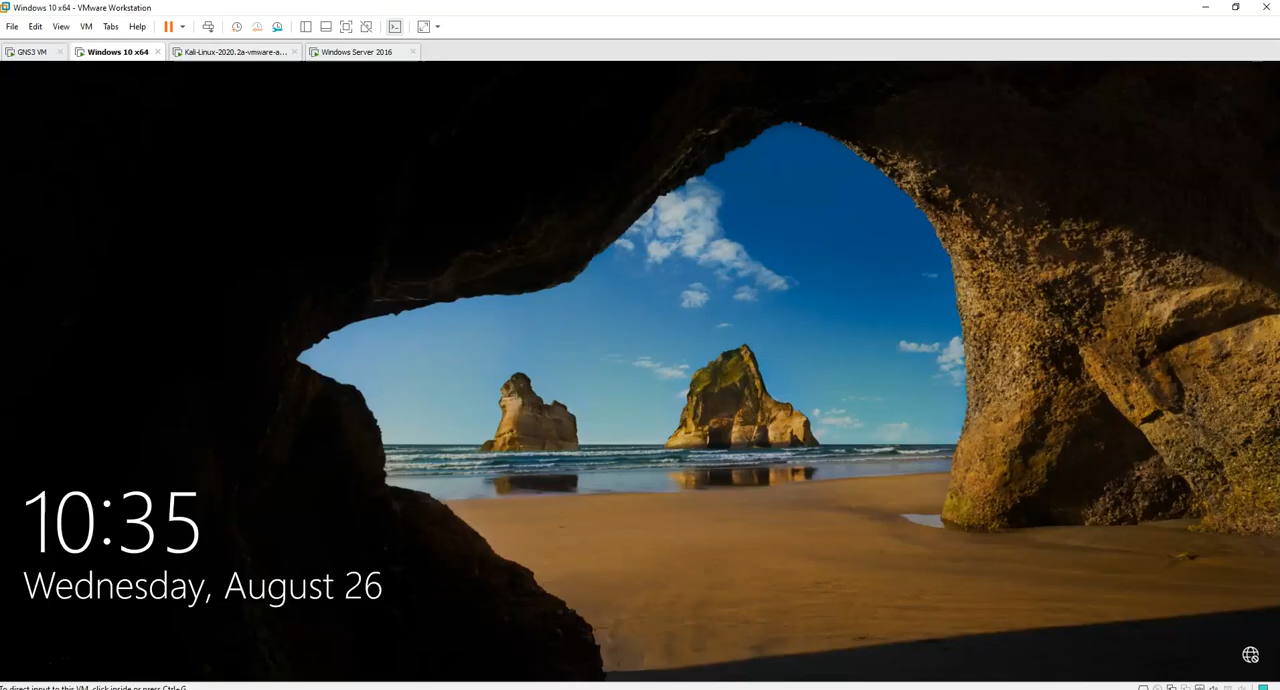 Windows 10 x64 - VMware Workstation
File Edit View VM Tabs Help
GNS3 VM Windows 10 x64 Kali-Linux-2020.2a-vmware-a... Windows Server 2016
10:35
Wednesday, August 26
To direct input to this VM, click inside or press Ctrl+G.